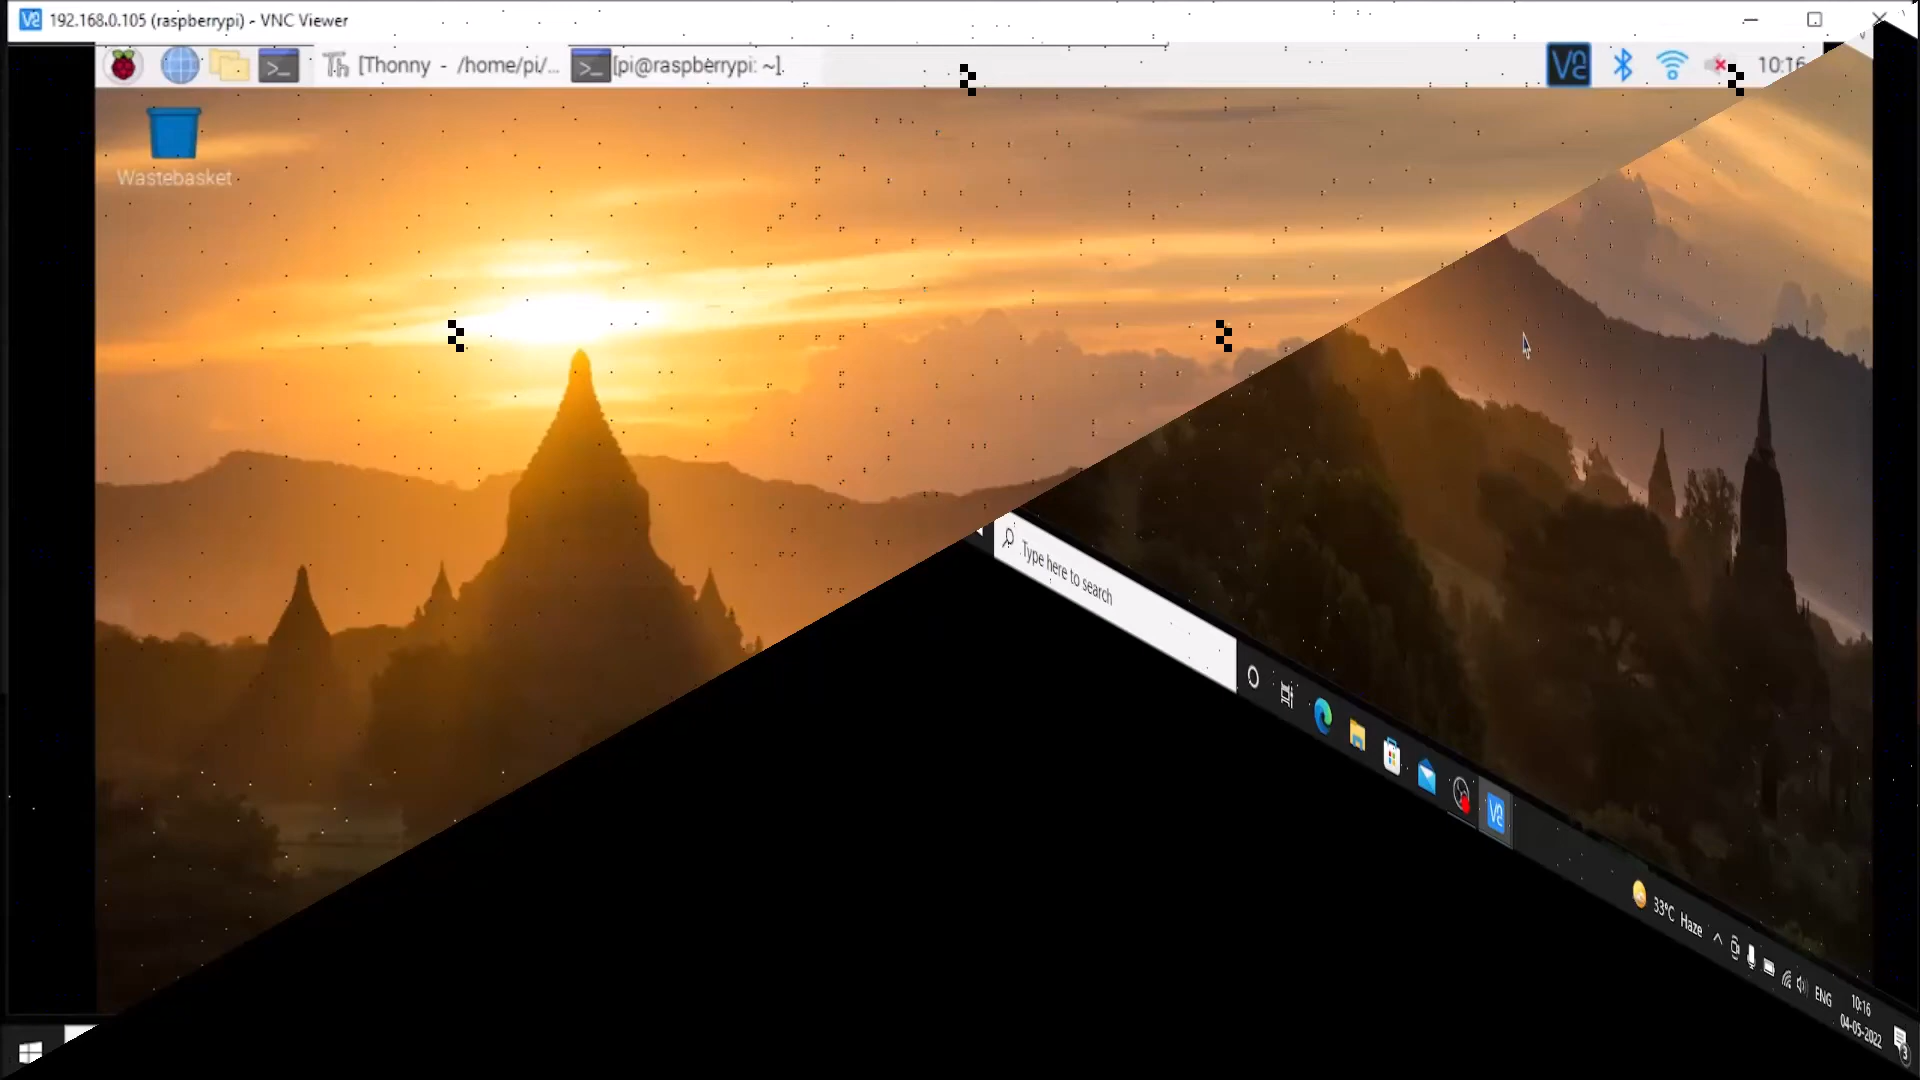 192.168.0.105 (raspberrypi) - VNC Viewer
[Thonny - /home/pi/... [pi@raspberrypi: ~] 10:16
Wastebasket
Type here to search
33°C Haze ENG 10:16
04-05-2022
3